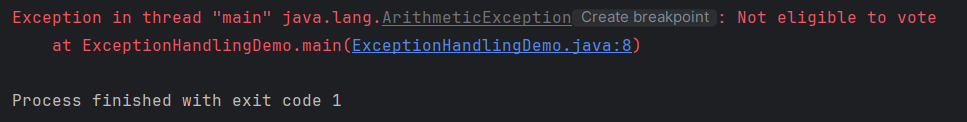 Exception in thread "main" java.lang.ArithmeticException Create breakpoint : Not eligible to vote
at ExceptionHandlingDemo.main(ExceptionHandlingDemo.java:8)
Process finished with exit code 1